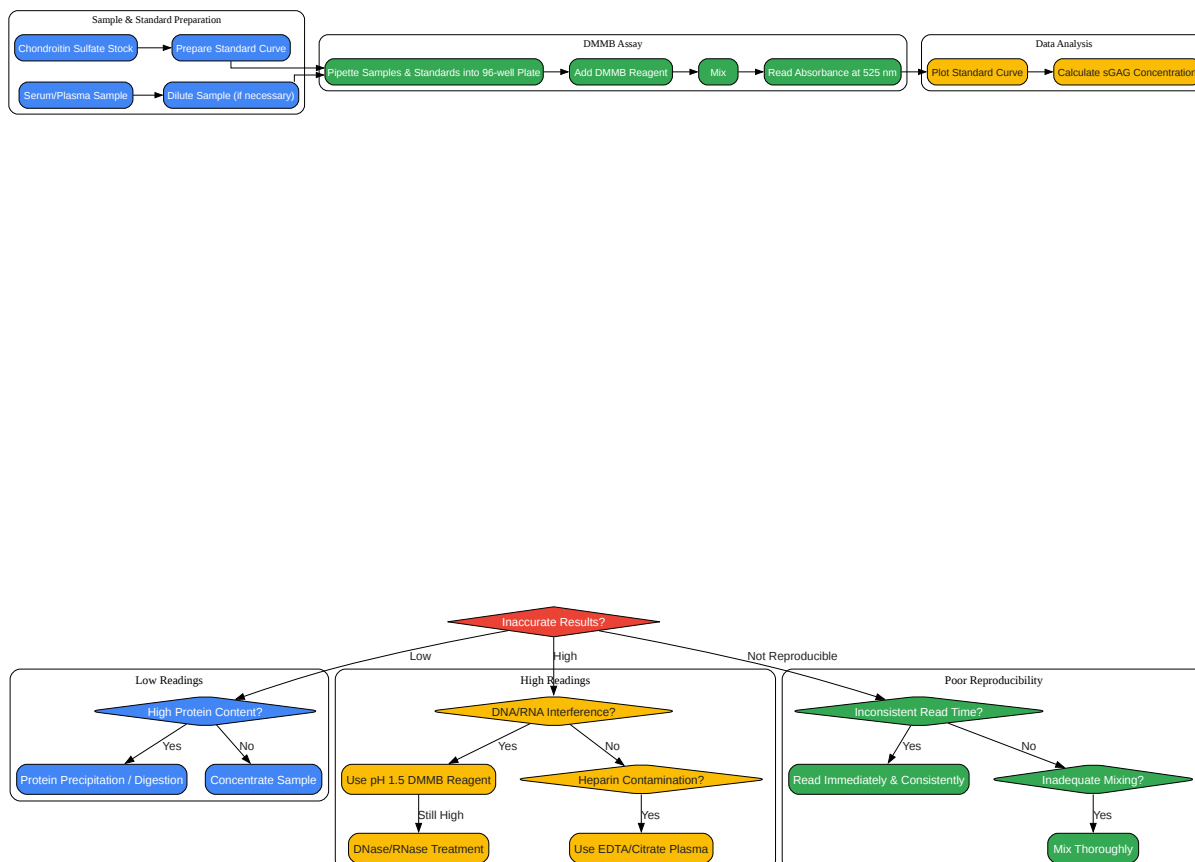 Sample & Standard Preparation
Chondroitin Sulfate Stock
Prepare Standard Curve
Serum/Plasma Sample
Dilute Sample (if necessary)
DMMB Assay
Pipette Samples & Standards into 96-well Plate
Add DMMB Reagent
Mix
Read Absorbance at 525 nm
Data Analysis
Plot Standard Curve
Calculate sGAG Concentration
Inaccurate Results?
Low
High
Not Reproducible
Low Readings
High Protein Content?
Yes
No
Protein Precipitation / Digestion
Concentrate Sample
High Readings
DNA/RNA Interference?
Yes
No
Use pH 1.5 DMMB Reagent
Heparin Contamination?
Still High
Yes
DNase/RNase Treatment
Use EDTA/Citrate Plasma
Poor Reproducibility
Inconsistent Read Time?
Yes
No
Read Immediately & Consistently
Inadequate Mixing?
Yes
Mix Thoroughly